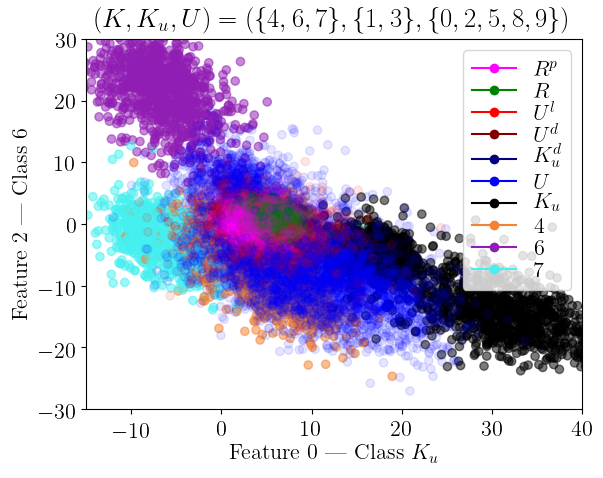 (K, K_u, U) = ({4, 6, 7}, {1, 3}, {0, 2, 5, 8, 9})
30
20
10
0
−10
−20
−30
Feature 2 — Class 6
R^p
R
U^l
U^d
K_u^d
U
K_u
4
6
7
−10
0
10
20
30
40
Feature 0 — Class K_u